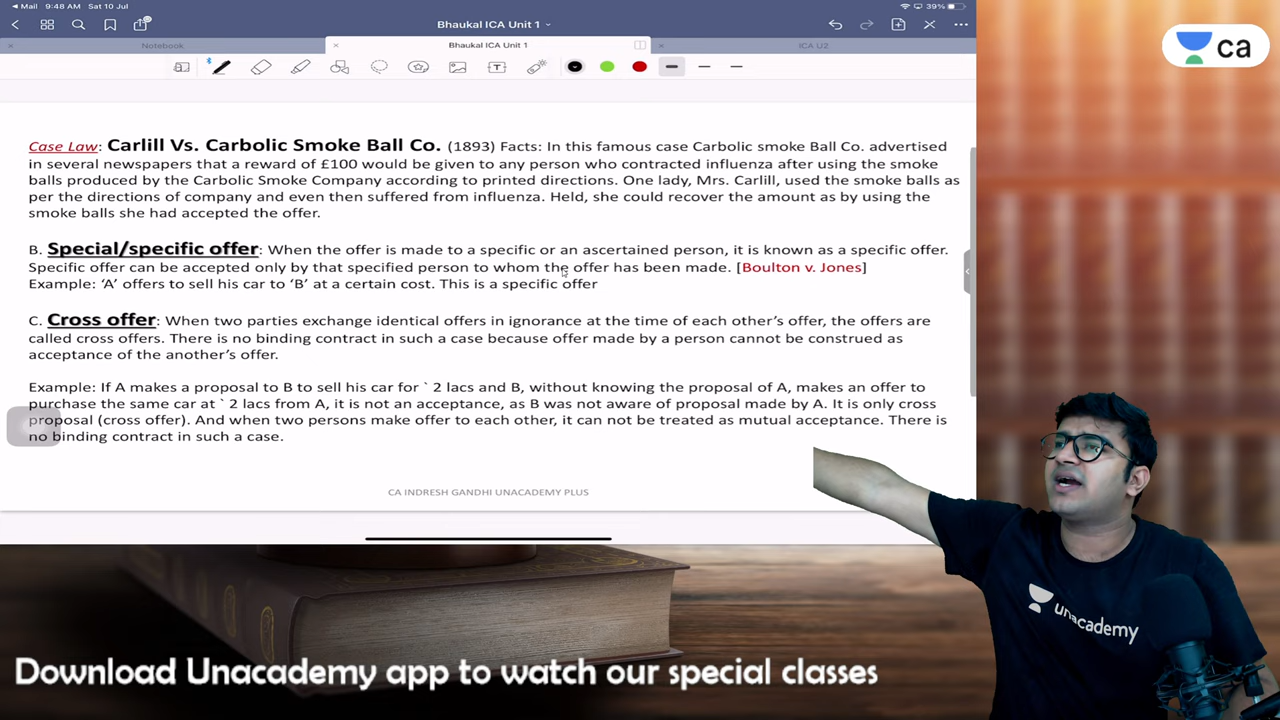 Mail 9:48 AM Sat 10 Jul
39%
Bhaukal ICA Unit 1
Notebook
Bhaukal ICA Unit 1
ICA U2
T
ca
Case Law: Carlill Vs. Carbolic Smoke Ball Co. (1893) Facts: In this famous case Carbolic smoke Ball Co. advertised
in several newspapers that a reward of £100 would be given to any person who contracted influenza after using the smoke
balls produced by the Carbolic Smoke Company according to printed directions. One lady, Mrs. Carlill, used the smoke balls as
per the directions of company and even then suffered from influenza. Held, she could recover the amount as by using the
smoke balls she had accepted the offer.
B. Special/specific offer: When the offer is made to a specific or an ascertained person, it is known as a specific offer.
Specific offer can be accepted only by that specified person to whom the offer has been made. [Boulton v. Jones]
Example: ‘A’ offers to sell his car to ‘B’ at a certain cost. This is a specific offer
C. Cross offer: When two parties exchange identical offers in ignorance at the time of each other’s offer, the offers are
called cross offers. There is no binding contract in such a case because offer made by a person cannot be construed as
acceptance of the another’s offer.
Example: If A makes a proposal to B to sell his car for ` 2 lacs and B, without knowing the proposal of A, makes an offer to
purchase the same car at ` 2 lacs from A, it is not an acceptance, as B was not aware of proposal made by A. It is only cross
proposal (cross offer). And when two persons make offer to each other, it can not be treated as mutual acceptance. There is
no binding contract in such a case.
CA INDRESH GANDHI UNACADEMY PLUS
unacademy
Download Unacademy app to watch our special classes